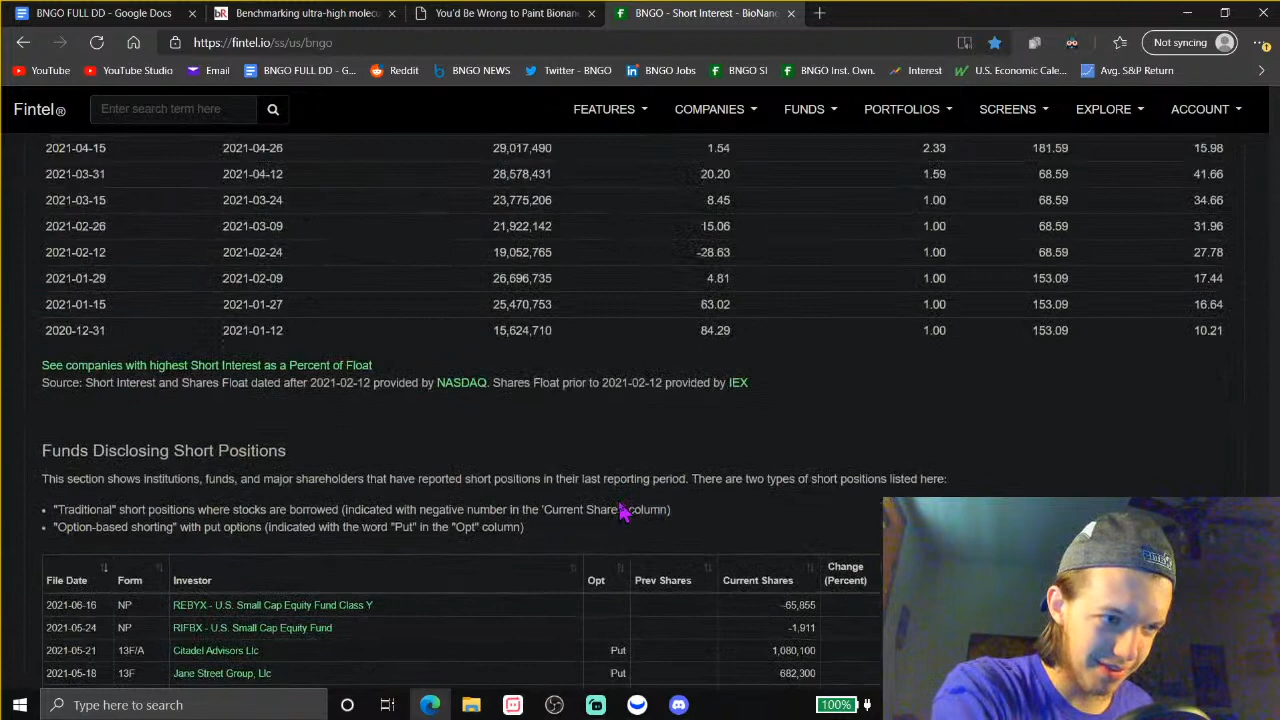 BNGO FULL DD - Google Docs
Benchmarking ultra-high molecu
You'd Be Wrong to Paint Bionan
BNGO - Short Interest - BioNan
https://fintel.io/ss/us/bngo
Not syncing
YouTube
YouTube Studio
Email
BNGO FULL DD - G...
Reddit
BNGO NEWS
Twitter - BNGO
BNGO Jobs
BNGO SI
BNGO Inst. Own.
Interest
U.S. Economic Cale...
Avg. S&P Return
Fintel®
Enter search term here
FEATURES
COMPANIES
FUNDS
PORTFOLIOS
SCREENS
EXPLORE
ACCOUNT
2021-04-15 2021-04-26 29,017,490 1.54 2.33 181.59 15.98
2021-03-31 2021-04-12 28,578,431 20.20 1.59 68.59 41.66
2021-03-15 2021-03-24 23,775,206 8.45 1.00 68.59 34.66
2021-02-26 2021-03-09 21,922,142 15.06 1.00 68.59 31.96
2021-02-12 2021-02-24 19,052,765 -28.63 1.00 68.59 27.78
2021-01-29 2021-02-09 26,696,735 4.81 1.00 153.09 17.44
2021-01-15 2021-01-27 25,470,753 63.02 1.00 153.09 16.64
2020-12-31 2021-01-12 15,624,710 84.29 1.00 153.09 10.21
See companies with highest Short Interest as a Percent of Float
Source: Short Interest and Shares Float dated after 2021-02-12 provided by NASDAQ. Shares Float prior to 2021-02-12 provided by IEX
Funds Disclosing Short Positions
This section shows institutions, funds, and major shareholders that have reported short positions in their last reporting period. There are two types of short positions listed here:
• "Traditional" short positions where stocks are borrowed (indicated with negative number in the 'Current Share column)
• "Option-based shorting" with put options (indicated with the word "Put" in the "Opt" column)
File Date Form Investor Opt Prev Shares Current Shares Change (Percent)
2021-06-16 NP REBYX - U.S. Small Cap Equity Fund Class Y -65,855
2021-05-24 NP RIFBX - U.S. Small Cap Equity Fund -1,911
2021-05-21 13F/A Citadel Advisors Llc Put 1,080,100
2021-05-18 13F Jane Street Group, Llc Put 682,300
Type here to search
100%